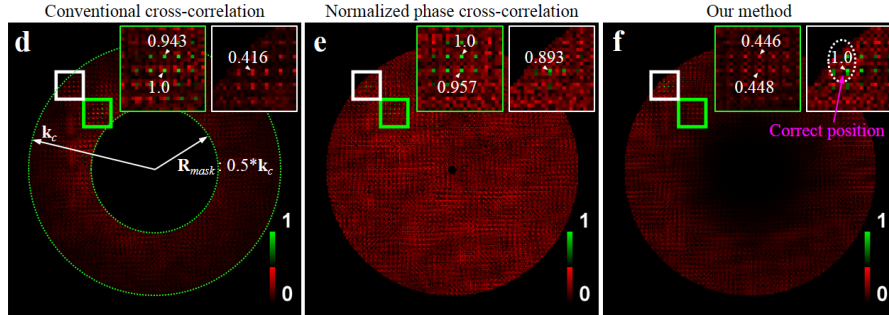 Conventional cross-correlation
Normalized phase cross-correlation
Our method
d
0.943
1.0
0.416
k_c
R_mask: 0.5*k_c
1
0
e
1.0
0.957
0.893
1
0
f
0.446
0.448
1.0
Correct position
1
0